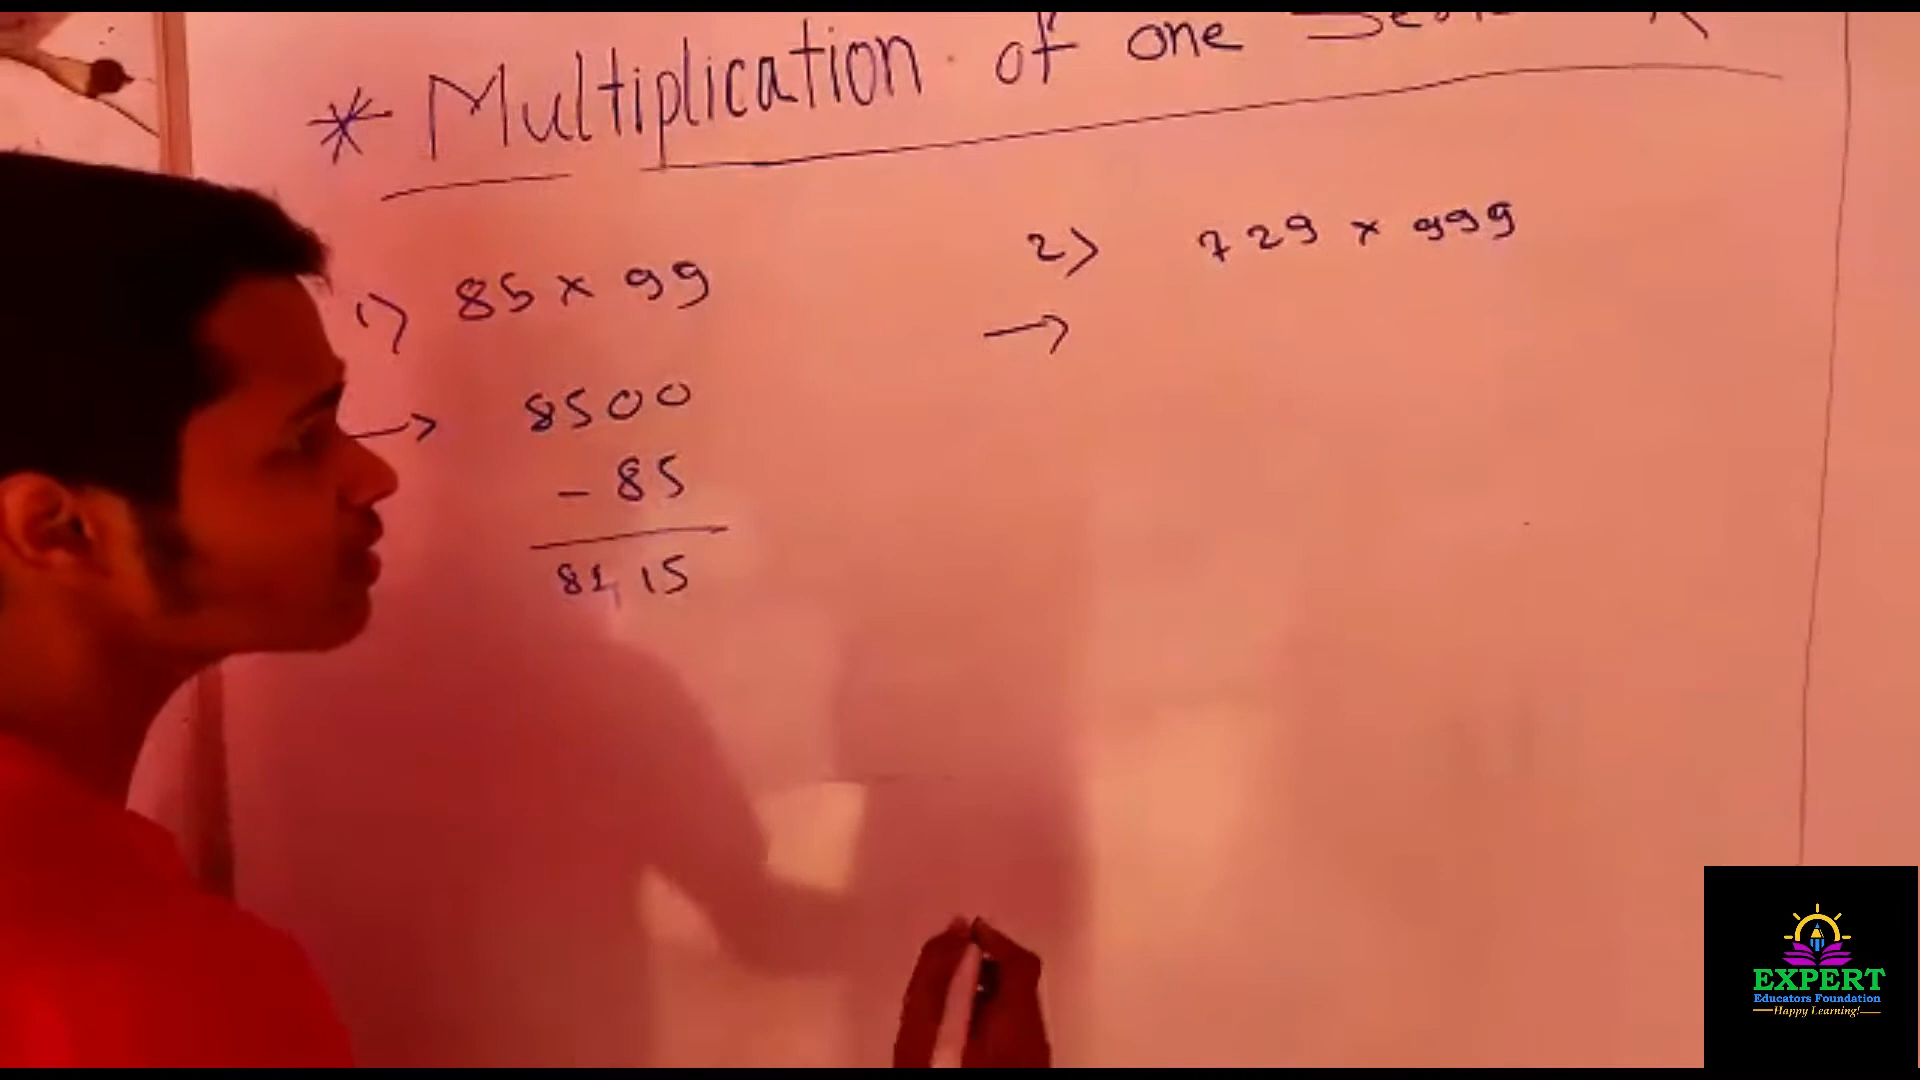 * Multiplication of one
1) 85 × 99
→ 8500
- 85
8415
2) 729 × 999
→
EXPERT
Educators Foundation
Happy Learning!